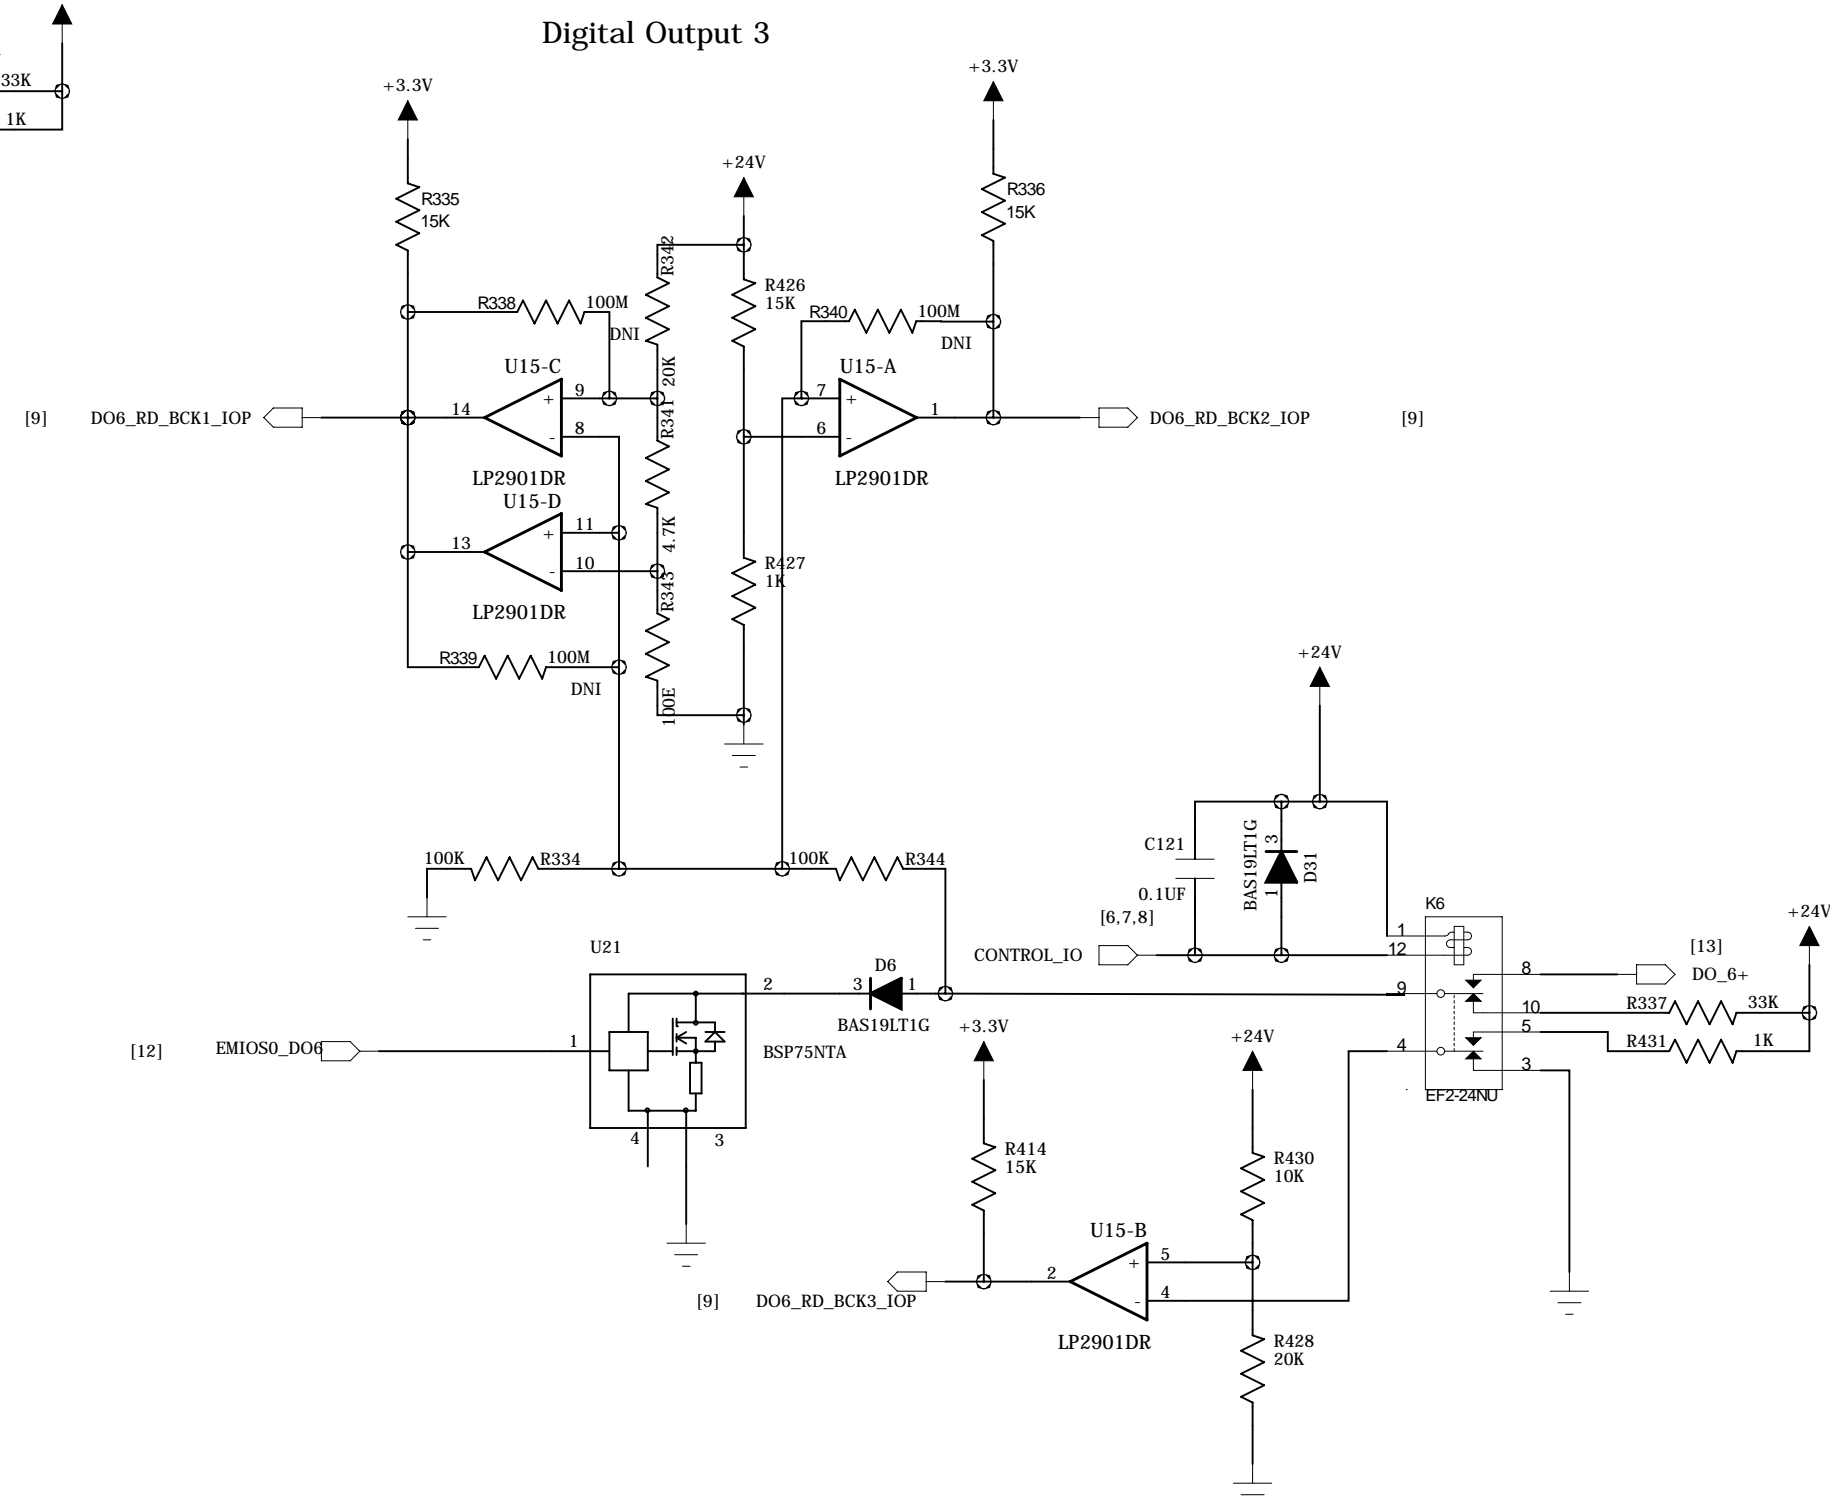 Digital Output 3
33K
1K
+3.3V
+3.3V
+24V
R335
15K
R336
15K
R342
20K
R426
15K
R338
100M
DNI
R340
100M
DNI
U15-C
9
+
8
-
14
LP2901DR
U15-A
7
+
6
-
1
LP2901DR
[9]
DO6_RD_BCK1_IOP
DO6_RD_BCK2_IOP
[9]
R341
4.7K
U15-D
11
+
10
-
13
LP2901DR
R427
1K
R343
100E
R339
100M
DNI
+24V
100K
R334
100K
R344
C121
0.1UF
BAS19LT1G
3
1
D31
[6,7,8]
CONTROL_IO
K6
1
12
9
4
8
10
5
3
EF2-24NU
+24V
[13]
DO_6+
R337
33K
R431
1K
U21
2
1
4
3
BSP75NTA
D6
3
1
BAS19LT1G
[12]
EMIOS0_DO6
+3.3V
+24V
R414
15K
R430
10K
U15-B
5
+
4
-
2
LP2901DR
[9]
DO6_RD_BCK3_IOP
R428
20K